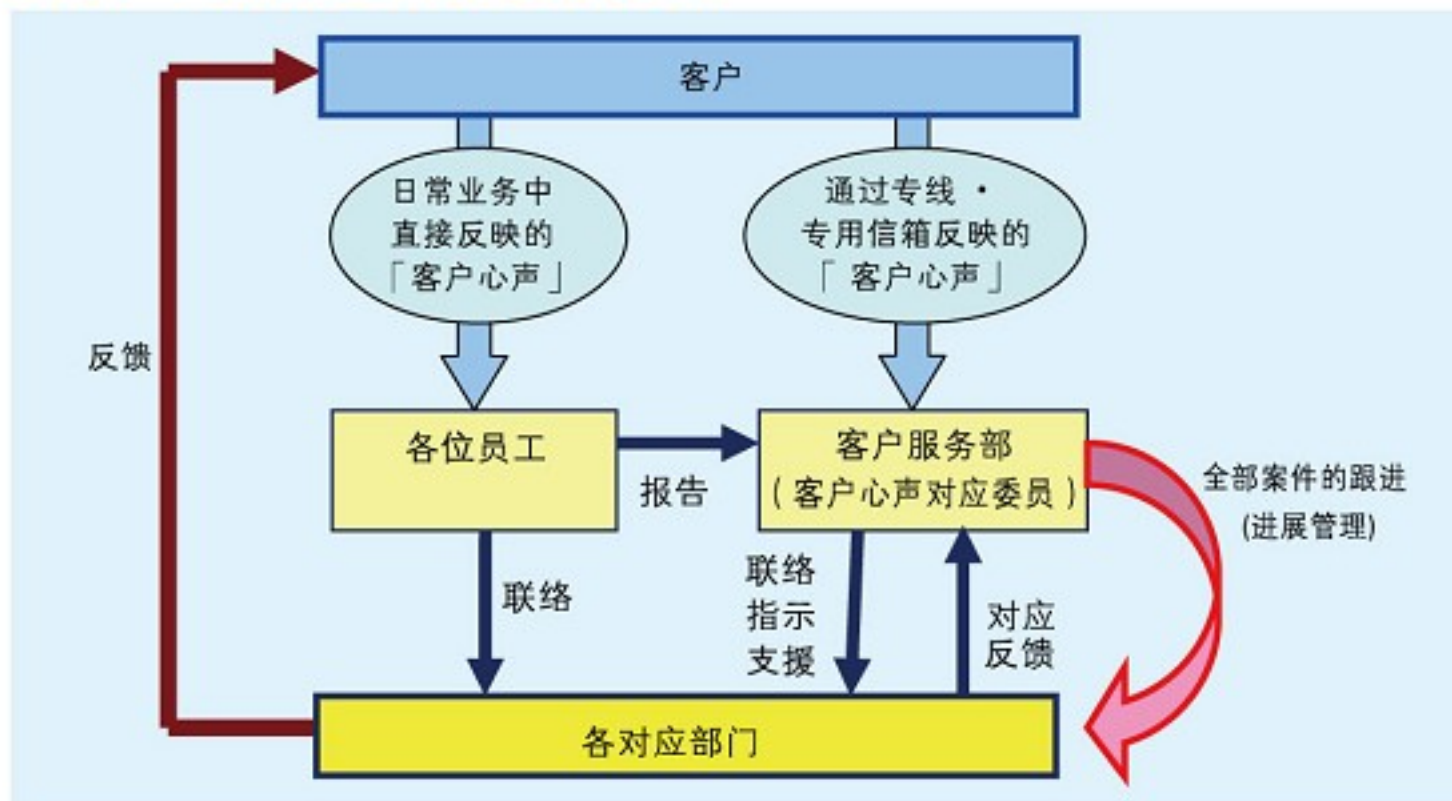 客户
日常业务中
直接反映的
「客户心声」
通过专线·
专用信箱反映的
「客户心声」
反馈
各位员工
报告
客户服务部
(客户心声对应委员)
全部案件的跟进
(进展管理)
联络
联络
指示
支援
对应
反馈
各对应部门